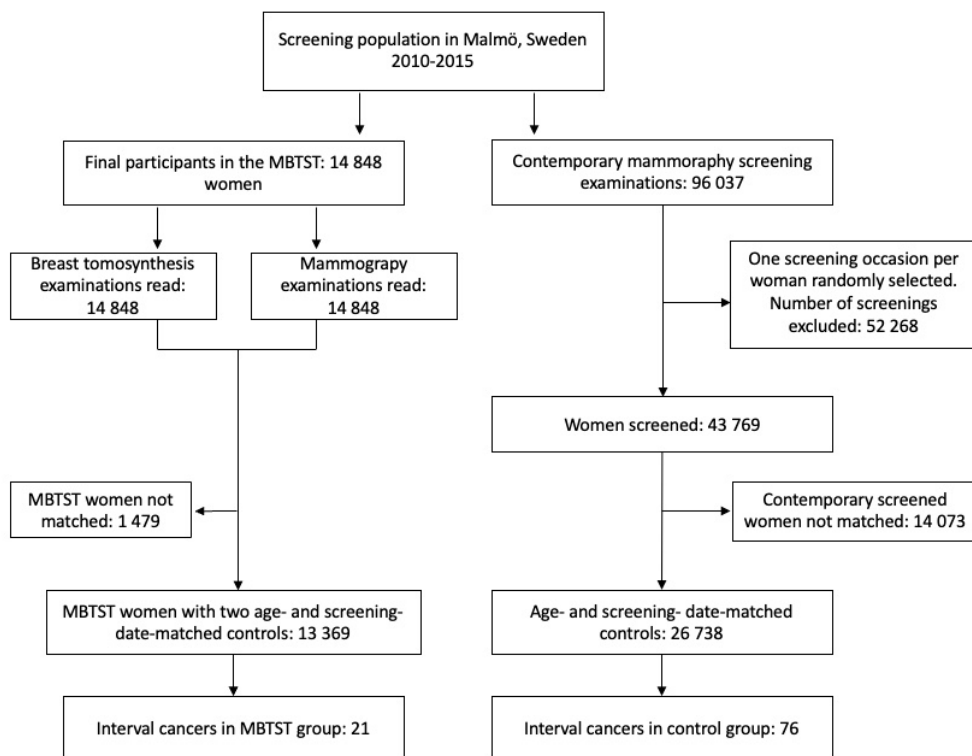 Screening population in Malmö, Sweden
2010-2015
Final participants in the MBTST: 14 848
women
Contemporary mammoraphy screening
examinations: 96 037
Breast tomosynthesis
examinations read:
14 848
Mammograpy
examinations read:
14 848
One screening occasion per
woman randomly selected.
Number of screenings
excluded: 52 268
Women screened: 43 769
MBTST women not
matched: 1 479
Contemporary screened
women not matched: 14 073
MBTST women with two age- and screening-
date-matched controls: 13 369
Age- and screening- date-matched
controls: 26 738
Interval cancers in MBTST group: 21
Interval cancers in control group: 76